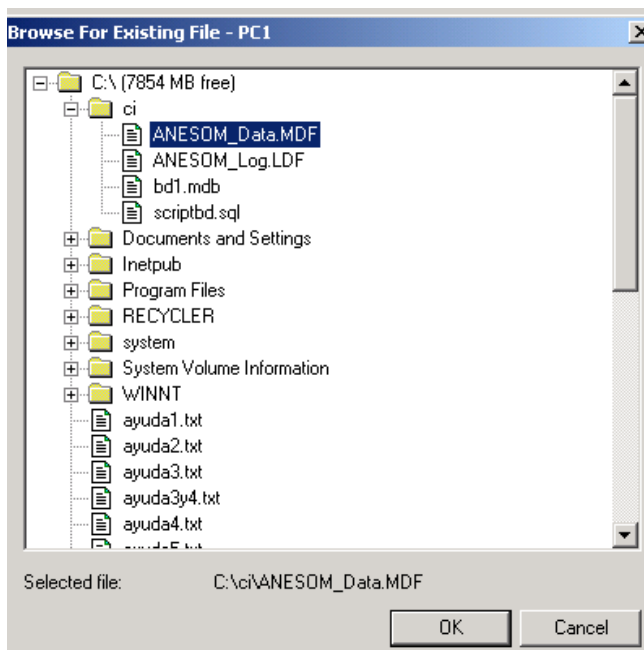 Browse For Existing File - PC1
C:\ (7854 MB free)
ci
ANESOM_Data.MDF
ANESOM_Log.LDF
bd1.mdb
scriptbd.sql
Documents and Settings
Inetpub
Program Files
RECYCLER
system
System Volume Information
WINNT
ayuda1.txt
ayuda2.txt
ayuda3.txt
ayuda3y4.txt
ayuda4.txt
Selected file: C:\ci\ANESOM_Data.MDF
OK Cancel